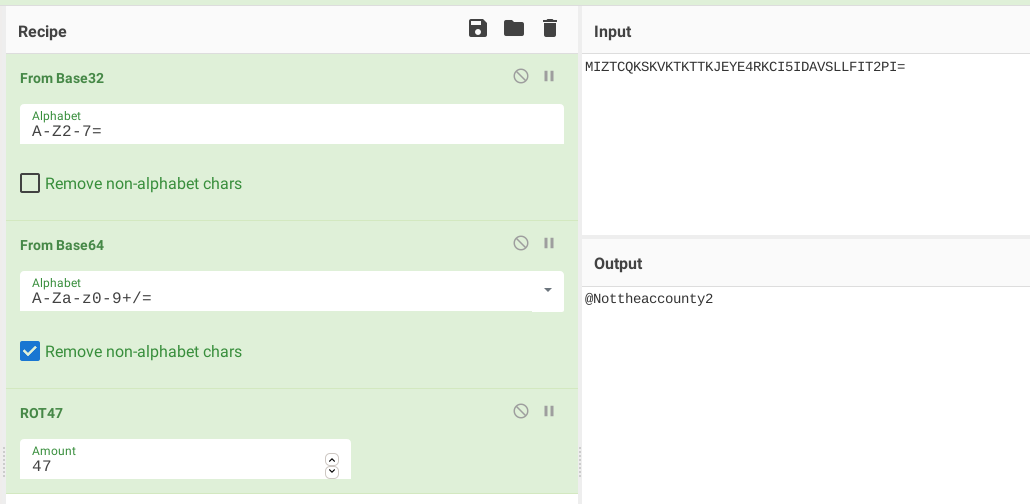 Recipe
From Base32
Alphabet
A-Z2-7=
Remove non-alphabet chars
From Base64
Alphabet
A-Za-z0-9+/=
Remove non-alphabet chars
ROT47
Amount
47
Input
MIZTCQKSKVKTKTTKJEYE4RKCI5IDAVSLLFIT2PI=
Output
@Nottheaccounty2